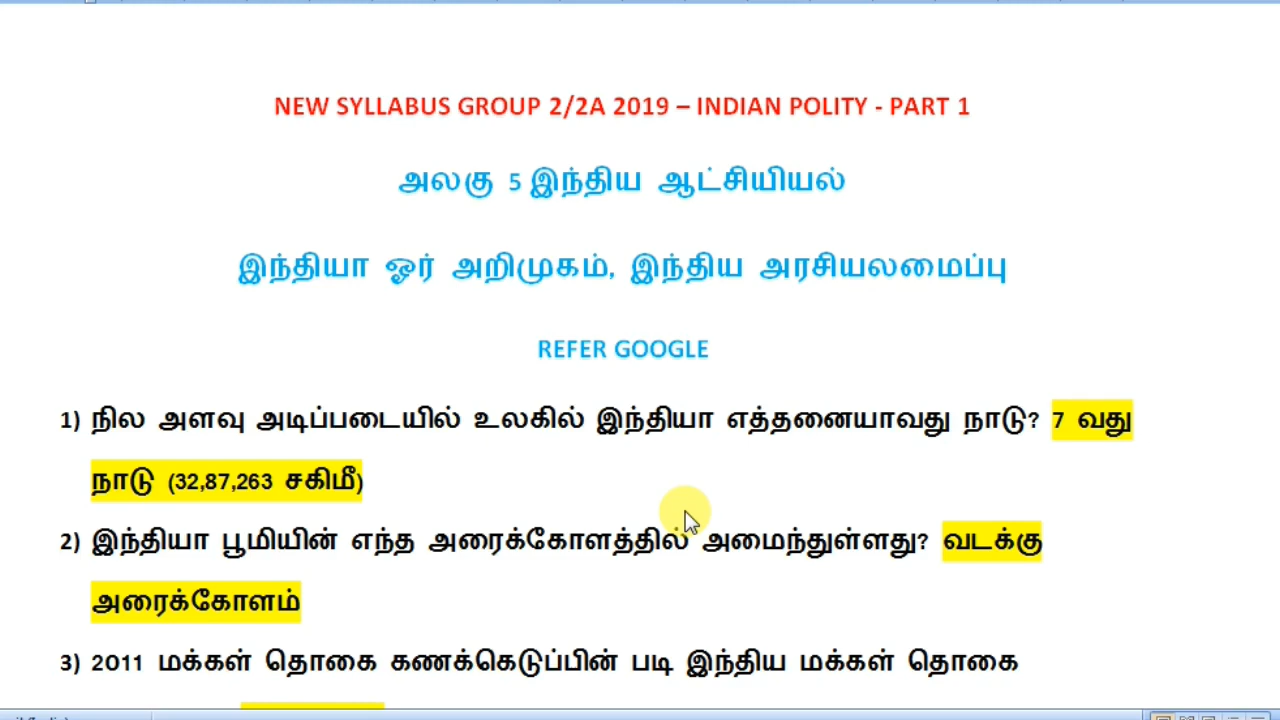 NEW SYLLABUS GROUP 2/2A 2019 – INDIAN POLITY - PART 1
அலகு 5 இந்திய ஆட்சியியல்
இந்தியா ஓர் அறிமுகம், இந்திய அரசியலமைப்பு
REFER GOOGLE
1) நில அளவு அடிப்படையில் உலகில் இந்தியா எத்தனையாவது நாடு? 7 வது
நாடு (32,87,263 சகிமீ)
2) இந்தியா பூமியின் எந்த அரைக்கோளத்தில் அமைந்துள்ளது? வடக்கு
அரைக்கோளம்
3) 2011 மக்கள் தொகை கணக்கெடுப்பின் படி இந்திய மக்கள் தொகை